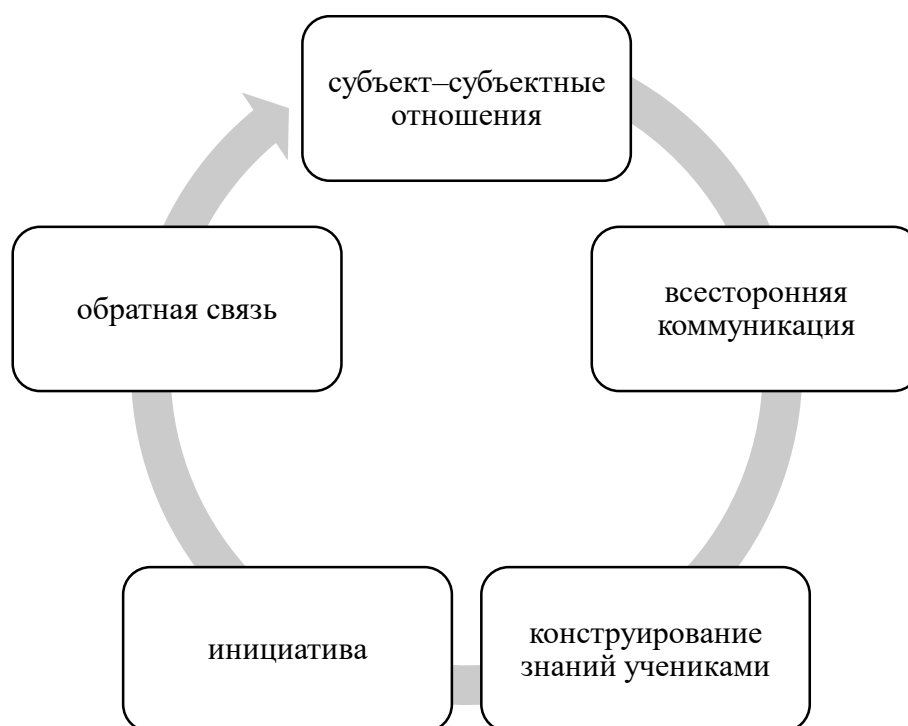 субъект–субъектные
отношения
всесторонняя
коммуникация
конструирование
знаний учениками
инициатива
обратная связь